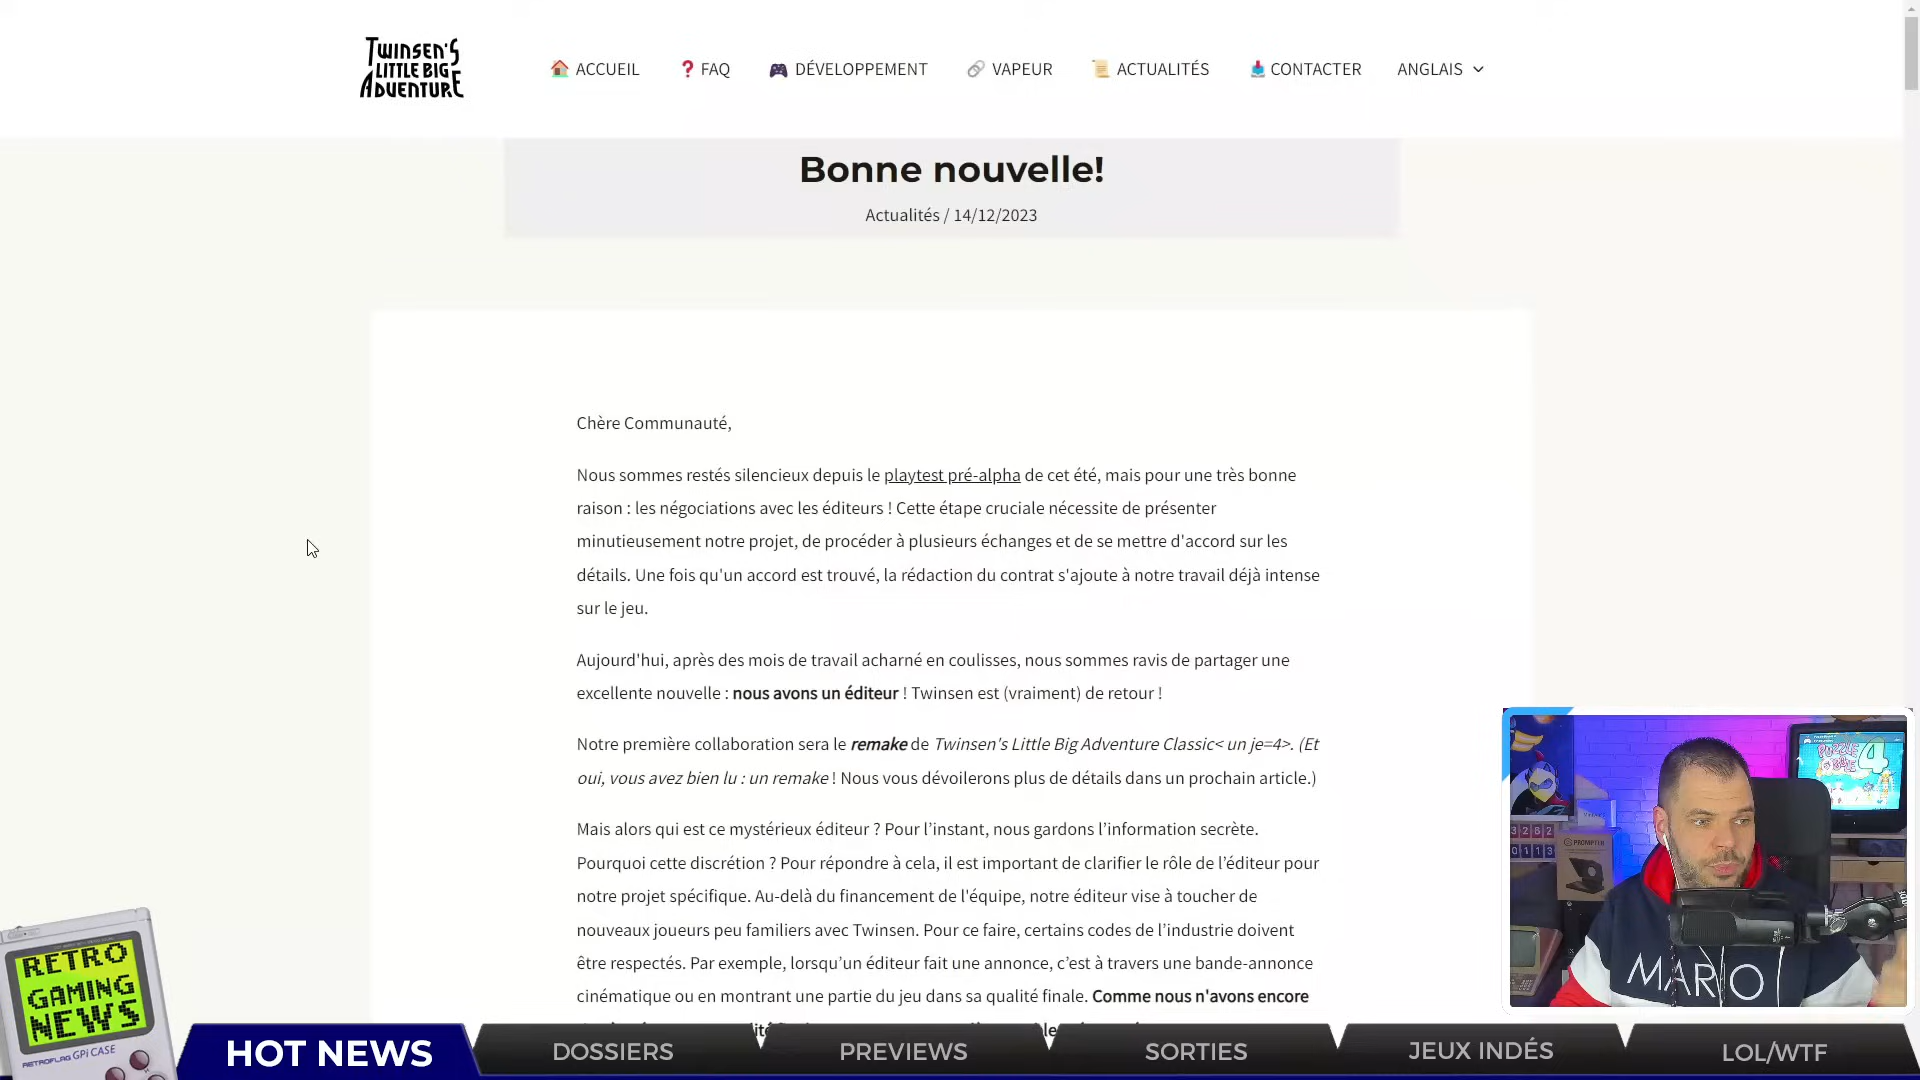 TWINSEN'S
LITTLE BIG
ADVENTURE
ACCUEIL
FAQ
DÉVELOPPEMENT
VAPEUR
ACTUALITÉS
CONTACTER
ANGLAIS
Bonne nouvelle!
Actualités / 14/12/2023
Chère Communauté,
Nous sommes restés silencieux depuis le playtest pré-alpha de cet été, mais pour une très bonne
raison : les négociations avec les éditeurs ! Cette étape cruciale nécessite de présenter
minutieusement notre projet, de procéder à plusieurs échanges et de se mettre d'accord sur les
détails. Une fois qu'un accord est trouvé, la rédaction du contrat s'ajoute à notre travail déjà intense
sur le jeu.
Aujourd'hui, après des mois de travail acharné en coulisses, nous sommes ravis de partager une
excellente nouvelle : nous avons un éditeur ! Twinsen est (vraiment) de retour !
Notre première collaboration sera le remake de Twinsen's Little Big Adventure Classic< un je=4>. (Et
oui, vous avez bien lu : un remake ! Nous vous dévoilerons plus de détails dans un prochain article.)
Mais alors qui est ce mystérieux éditeur ? Pour l’instant, nous gardons l’information secrète.
Pourquoi cette discrétion ? Pour répondre à cela, il est important de clarifier le rôle de l’éditeur pour
notre projet spécifique. Au-delà du financement de l'équipe, notre éditeur vise à toucher de
nouveaux joueurs peu familiers avec Twinsen. Pour ce faire, certains codes de l’industrie doivent
être respectés. Par exemple, lorsqu’un éditeur fait une annonce, c’est à travers une bande-annonce
cinématique ou en montrant une partie du jeu dans sa qualité finale. Comme nous n'avons encore
PUZZLE
BOBBLE
4
PROMPTER
MARIO
RETRO
GAMING
NEWS
RETROFLAG GPi CASE
HOT NEWS
DOSSIERS
PREVIEWS
SORTIES
JEUX INDÉS
LOL/WTF